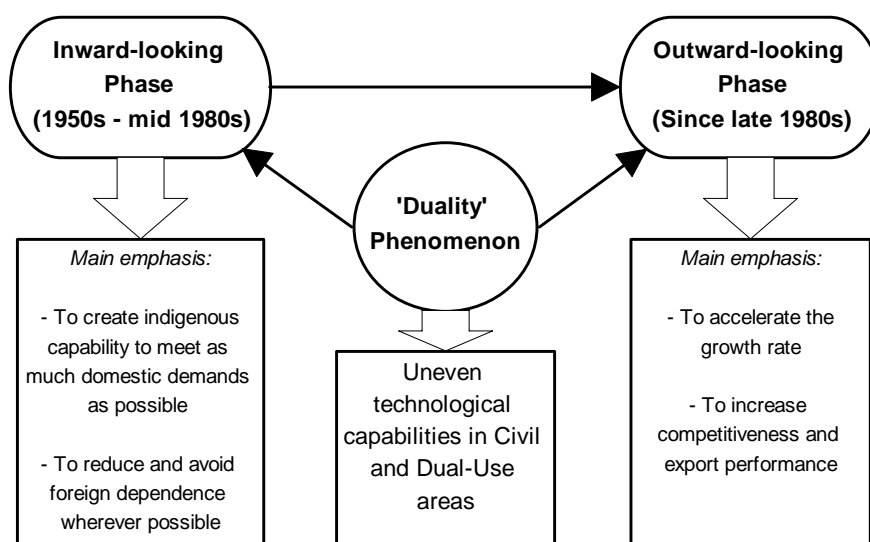 Inward-looking
Phase
(1950s - mid 1980s)
Outward-looking
Phase
(Since late 1980s)
'Duality'
Phenomenon
Main emphasis:
- To create indigenous
capability to meet as
much domestic demands
as possible
- To reduce and avoid
foreign dependence
wherever possible
Uneven
technological
capabilities in Civil
and Dual-Use
areas
Main emphasis:
- To accelerate the
growth rate
- To increase
competitiveness and
export performance